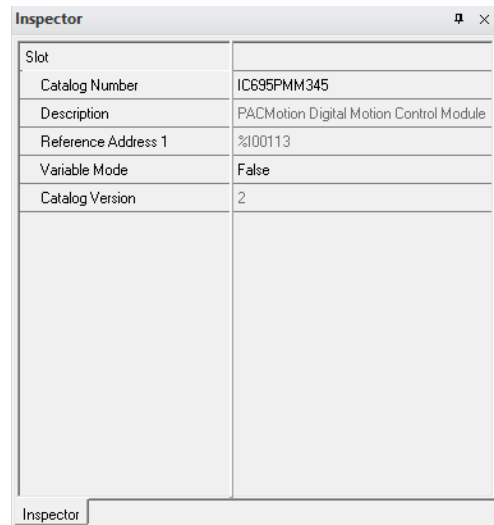 Inspector
Slot
Catalog Number IC695PMM345
Description PACMotion Digital Motion Control Module
Reference Address 1 %I00113
Variable Mode False
Catalog Version 2
Inspector